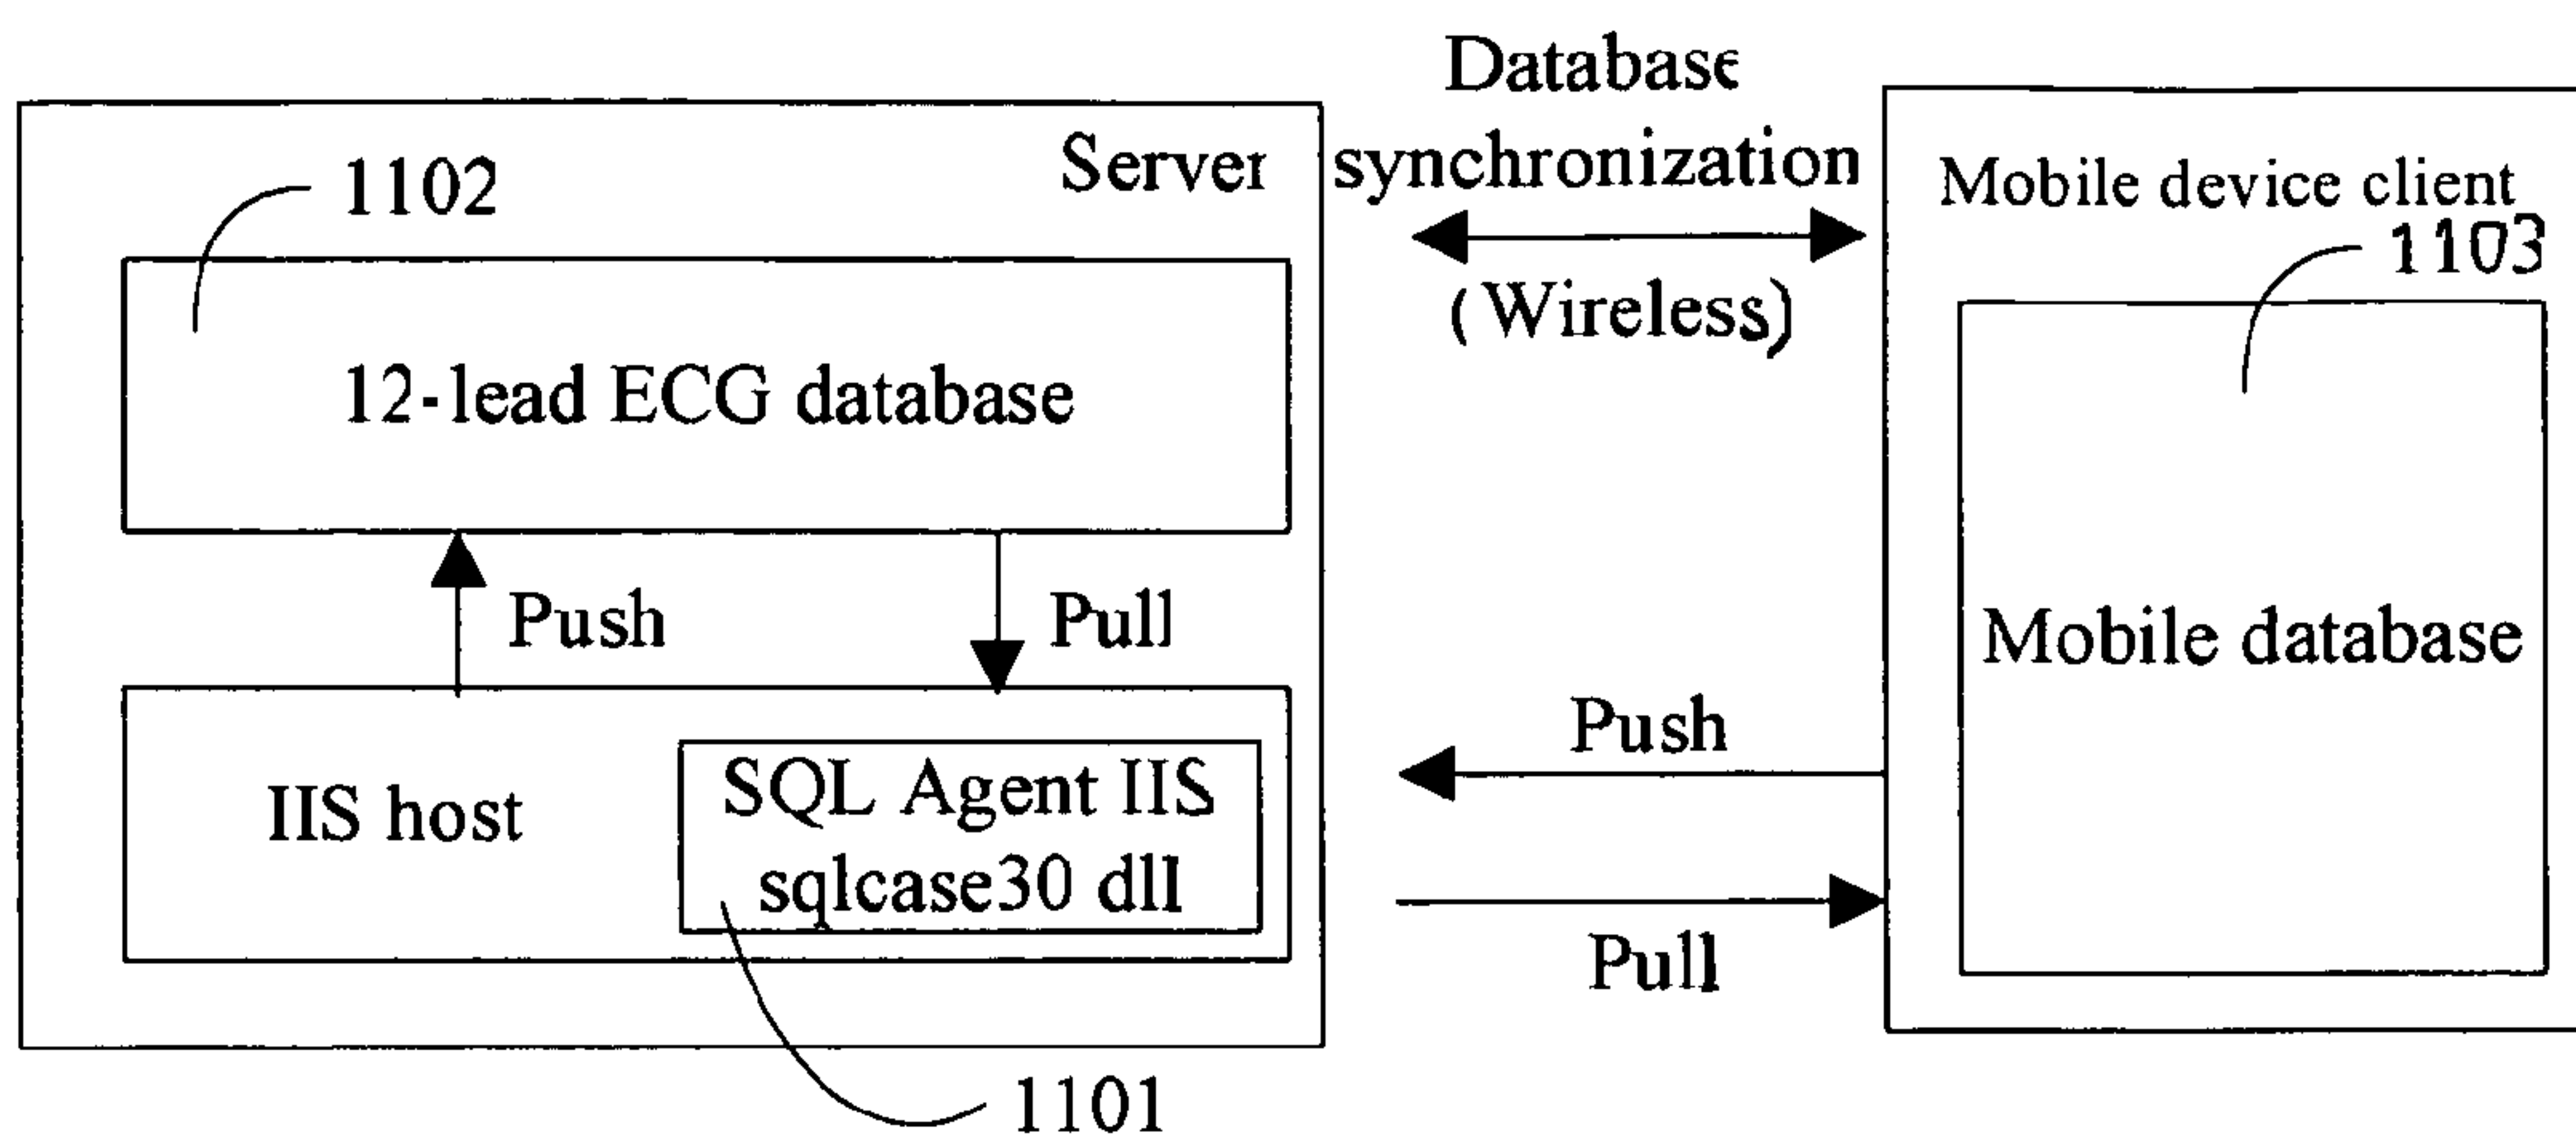 Database
synchronization
(Wireless)
Server
1102
12-lead ECG database
Push
Pull
IIS host
SQL Agent IIS
sqlcase30 dll
1101
Push
Pull
Mobile device client
1103
Mobile database